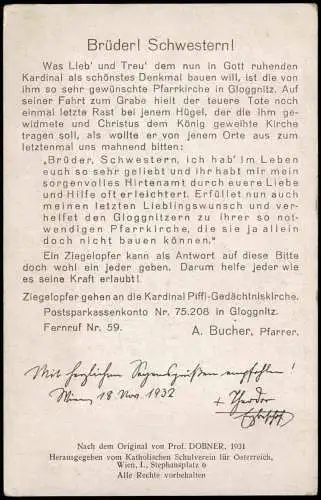 Brüder! Schwestern!
Was Lieb' und Treu' dem nun in Gott ruhenden
Kardinal als schönstes Denkmal bauen will, ist die von
ihm so sehr gewünschte Pfarrkirche in Gloggnitz. Auf
seiner Fahrt zum Grabe hielt der teuere Tote noch
einmal letzte Rast bei jenem Hügel, der die ihm ge-
widmete und Christus dem König geweihte Kirche
tragen soll, als wollte er von jenem Orte aus zum
letztenmal uns mahnend bitten:
„Brüder, Schwestern, ich hab' im Leben
euch so sehr geliebt und ihr habt mir mein
sorgenvolles Hirtenamt durch euere Liebe
und Hilfe oft erleichtert. Erfüllet nun auch
meinen letzten Lieblingswunsch und ver-
helfet den Gloggnitzern zu ihrer so not-
wendigen Pfarrkirche, die sie ja allein
doch nicht bauen können."
Ein Ziegelopfer kann als Antwort auf diese Bitte
doch wohl ein jeder geben. Darum helfe jeder wie
es seine Kraft erlaubt!
Ziegelopfer gehen an die Kardinal Piffl-Gedächtniskirche.
Postsparkassenkonto Nr. 75.208 in Gloggnitz.
Fernruf Nr. 59.
A. Bucher, Pfarrer.
Mit herzlichen Segensgrüßen empfohlen!
Wien, 18 Nov. 1932
+ Theodor
Nach dem Original von Prof. DOBNER, 1931
Herausgegeben vom Katholischen Schulverein für Österreich,
Wien, I., Stephansplatz 6
Alle Rechte vorbehalten